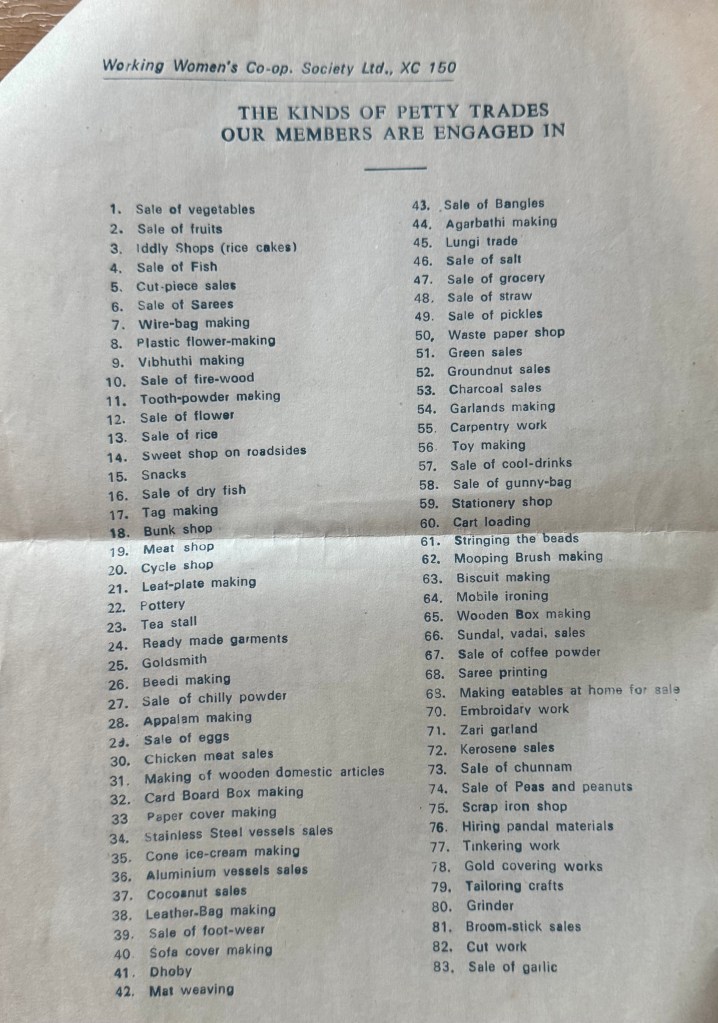 Working Women's Co-op. Society Ltd., XC 150
THE KINDS OF PETTY TRADES
OUR MEMBERS ARE ENGAGED IN
1. Sale of vegetables
2. Sale of fruits
3. Iddly Shops (rice cakes)
4. Sale of Fish
5. Cut-piece sales
6. Sale of Sarees
7. Wire-bag making
8. Plastic flower-making
9. Vibhuthi making
10. Sale of fire-wood
11. Tooth-powder making
12. Sale of flower
13. Sale of rice
14. Sweet shop on roadsides
15. Snacks
16. Sale of dry fish
17. Tag making
18. Bunk shop
19. Meat shop
20. Cycle shop
21. Leaf-plate making
22. Pottery
23. Tea stall
24. Ready made garments
25. Goldsmith
26. Beedi making
27. Sale of chilly powder
28. Appalam making
29. Sale of eggs
30. Chicken meat sales
31. Making of wooden domestic articles
32. Card Board Box making
33 Paper cover making
34. Stainless Steel vessels sales
35. Cone ice-cream making
36. Aluminium vessels sales
37. Cocoanut sales
38. Leather-Bag making
39. Sale of foot-wear
40. Sofa cover making
41. Dhoby
42. Mat weaving
43. Sale of Bangles
44. Agarbathi making
45. Lungi trade
46. Sale of salt
47. Sale of grocery
48. Sale of straw
49. Sale of pickles
50, Waste paper shop
51. Green sales
52. Groundnut sales
53. Charcoal sales
54. Garlands making
55. Carpentry work
56. Toy making
57. Sale of cool-drinks
58. Sale of gunny-bag
59. Stationery shop
60. Cart loading
61. Stringing the beads
62. Mooping Brush making
63. Biscuit making
64. Mobile ironing
65. Wooden Box making
66. Sundal, vadai, sales
67. Sale of coffee powder
68. Saree printing
69. Making eatables at home for sale
70. Embroidary work
71. Zari garland
72. Kerosene sales
73. Sale of chunnam
74. Sale of Peas and peanuts
75. Scrap iron shop
76. Hiring pandal materials
77. Tinkering work
78. Gold covering works
79. Tailoring crafts
80. Grinder
81. Broom-stick sales
82. Cut work
83. Sale of garlic